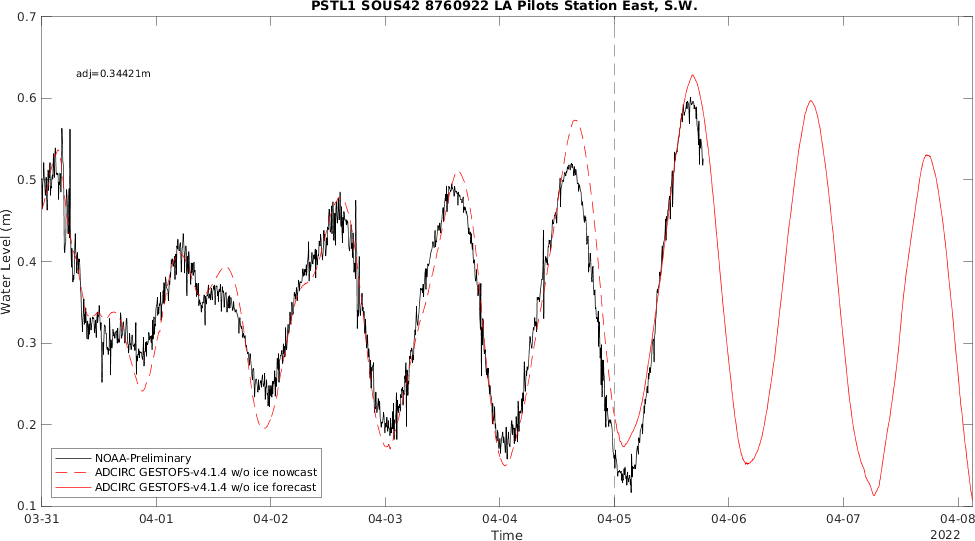 PSTL1 SOUS42 8760922 LA Pilots Station East, S.W.
adj=0.34421m
0.7
0.6
0.5
0.4
0.3
0.2
0.1
Water Level (m)
NOAA-Preliminary
ADCIRC GESTOFS-v4.1.4 w/o ice nowcast
ADCIRC GESTOFS-v4.1.4 w/o ice forecast
03-31 04-01 04-02 04-03 04-04 04-05 04-06 04-07 04-08
Time
2022